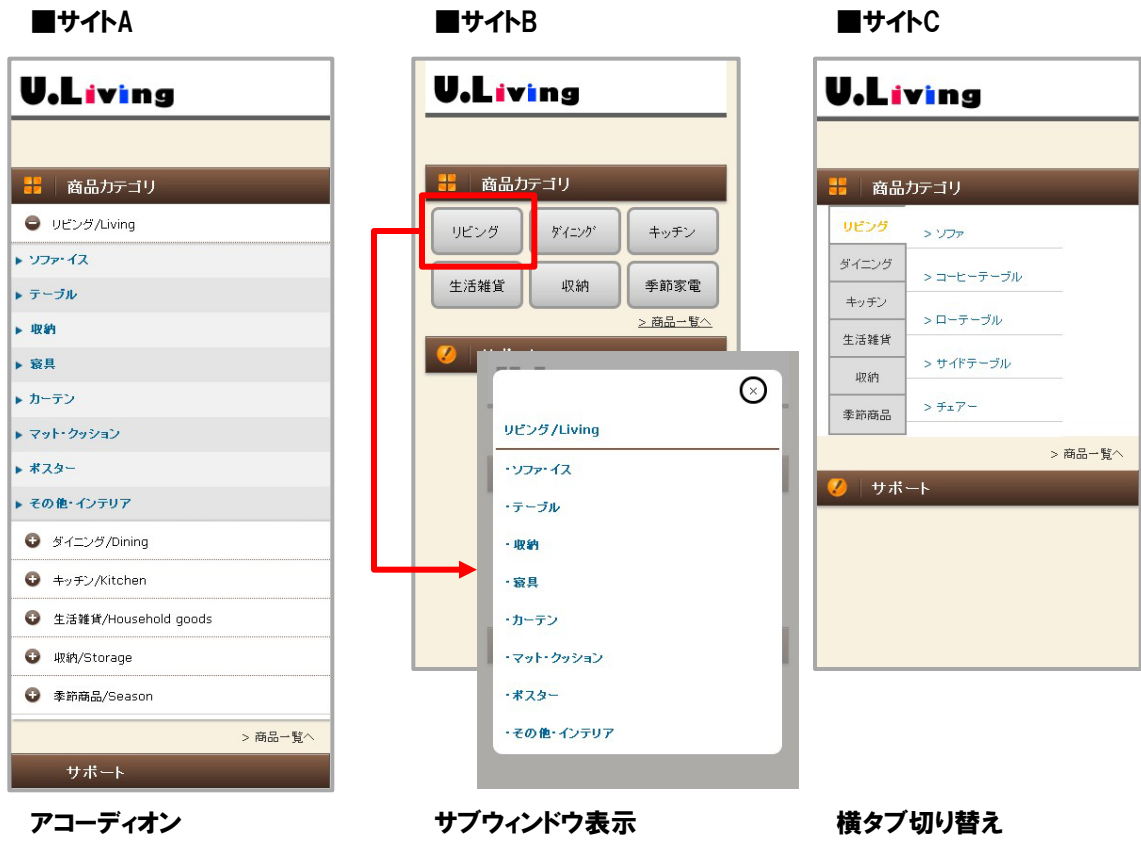 ■サイトA
■サイトB
■サイトC
U.Living
商品カテゴリ
リビング/Living
ソファ・イス
テーブル
収納
寝具
カーテン
マット・クッション
ポスター
その他・インテリア
ダイニング/Dining
キッチン/Kitchen
生活雑貨/Household goods
収納/Storage
季節商品/Season
> 商品一覧へ
サポート
アコーディオン
U.Living
商品カテゴリ
リビング
ダイニング
キッチン
生活雑貨
収納
季節家電
> 商品一覧へ
リビング/Living
・ソファ・イス
・テーブル
・収納
・寝具
・カーテン
・マット・クッション
・ポスター
・その他・インテリア
サブウィンドウ表示
U.Living
商品カテゴリ
リビング
ダイニング
キッチン
生活雑貨
収納
季節商品
> ソファ
> コーヒーテーブル
> ローテーブル
> サイドテーブル
> チェアー
> 商品一覧へ
サポート
横タブ切り替え